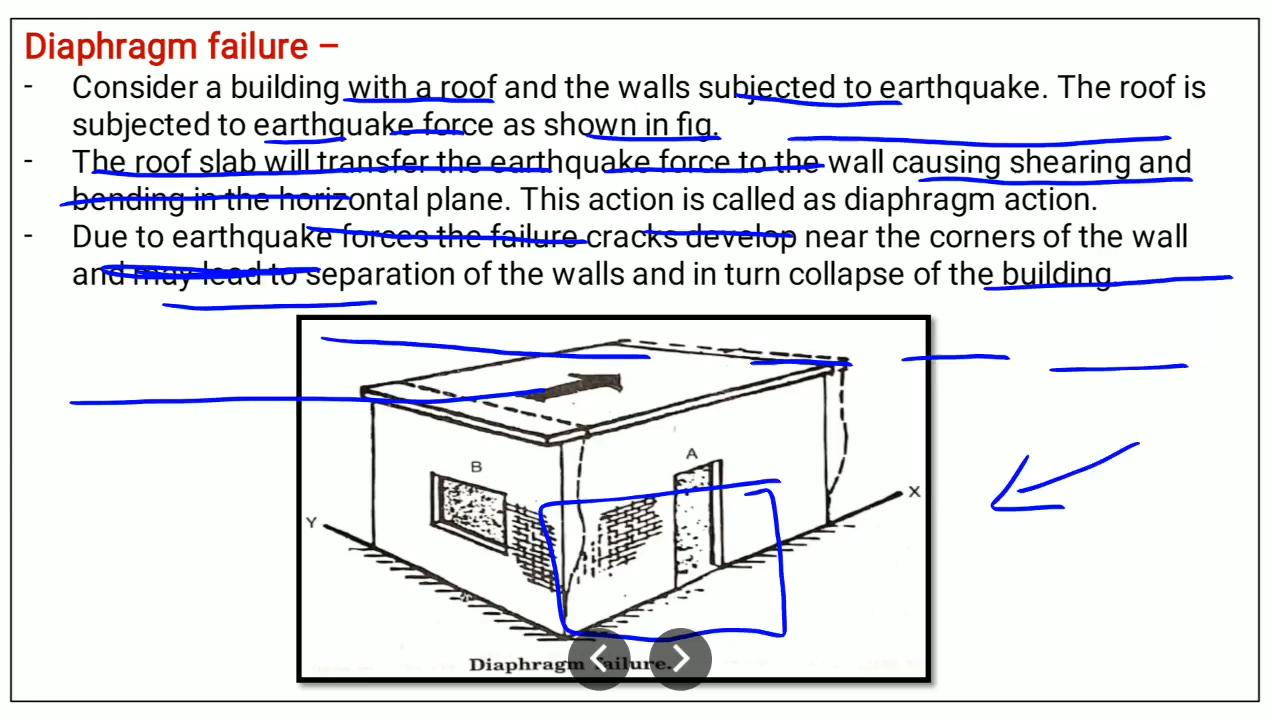 Diaphragm failure –
- Consider a building with a roof and the walls subjected to earthquake. The roof is
subjected to earthquake force as shown in fig.
- The roof slab will transfer the earthquake force to the wall causing shearing and
bending in the horizontal plane. This action is called as diaphragm action.
- Due to earthquake forces the failure cracks develop near the corners of the wall
and may lead to separation of the walls and in turn collapse of the building.
A
B
X
Y
Diaphragm failure.